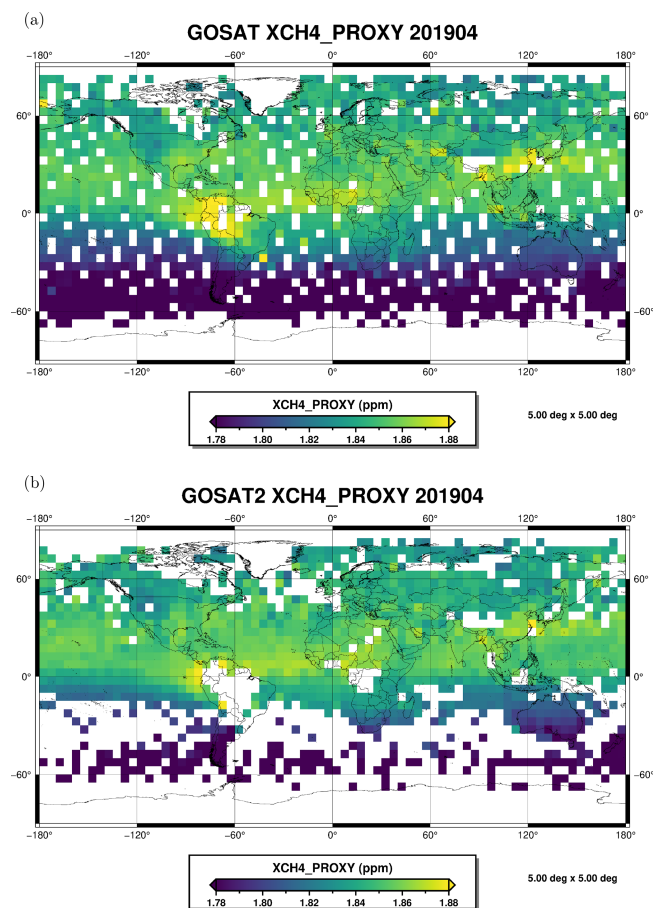 (a)
GOSAT XCH4_PROXY 201904
−180° −120° −60° 0° 60° 120° 180°
60° 60°
0° 0°
−60° −60°
−180° −120° −60° 0° 60° 120° 180°
XCH4_PROXY (ppm)
1.78 1.80 1.82 1.84 1.86 1.88
5.00 deg x 5.00 deg
(b)
GOSAT2 XCH4_PROXY 201904
−180° −120° −60° 0° 60° 120° 180°
60° 60°
0° 0°
−60° −60°
−180° −120° −60° 0° 60° 120° 180°
XCH4_PROXY (ppm)
1.78 1.80 1.82 1.84 1.86 1.88
5.00 deg x 5.00 deg